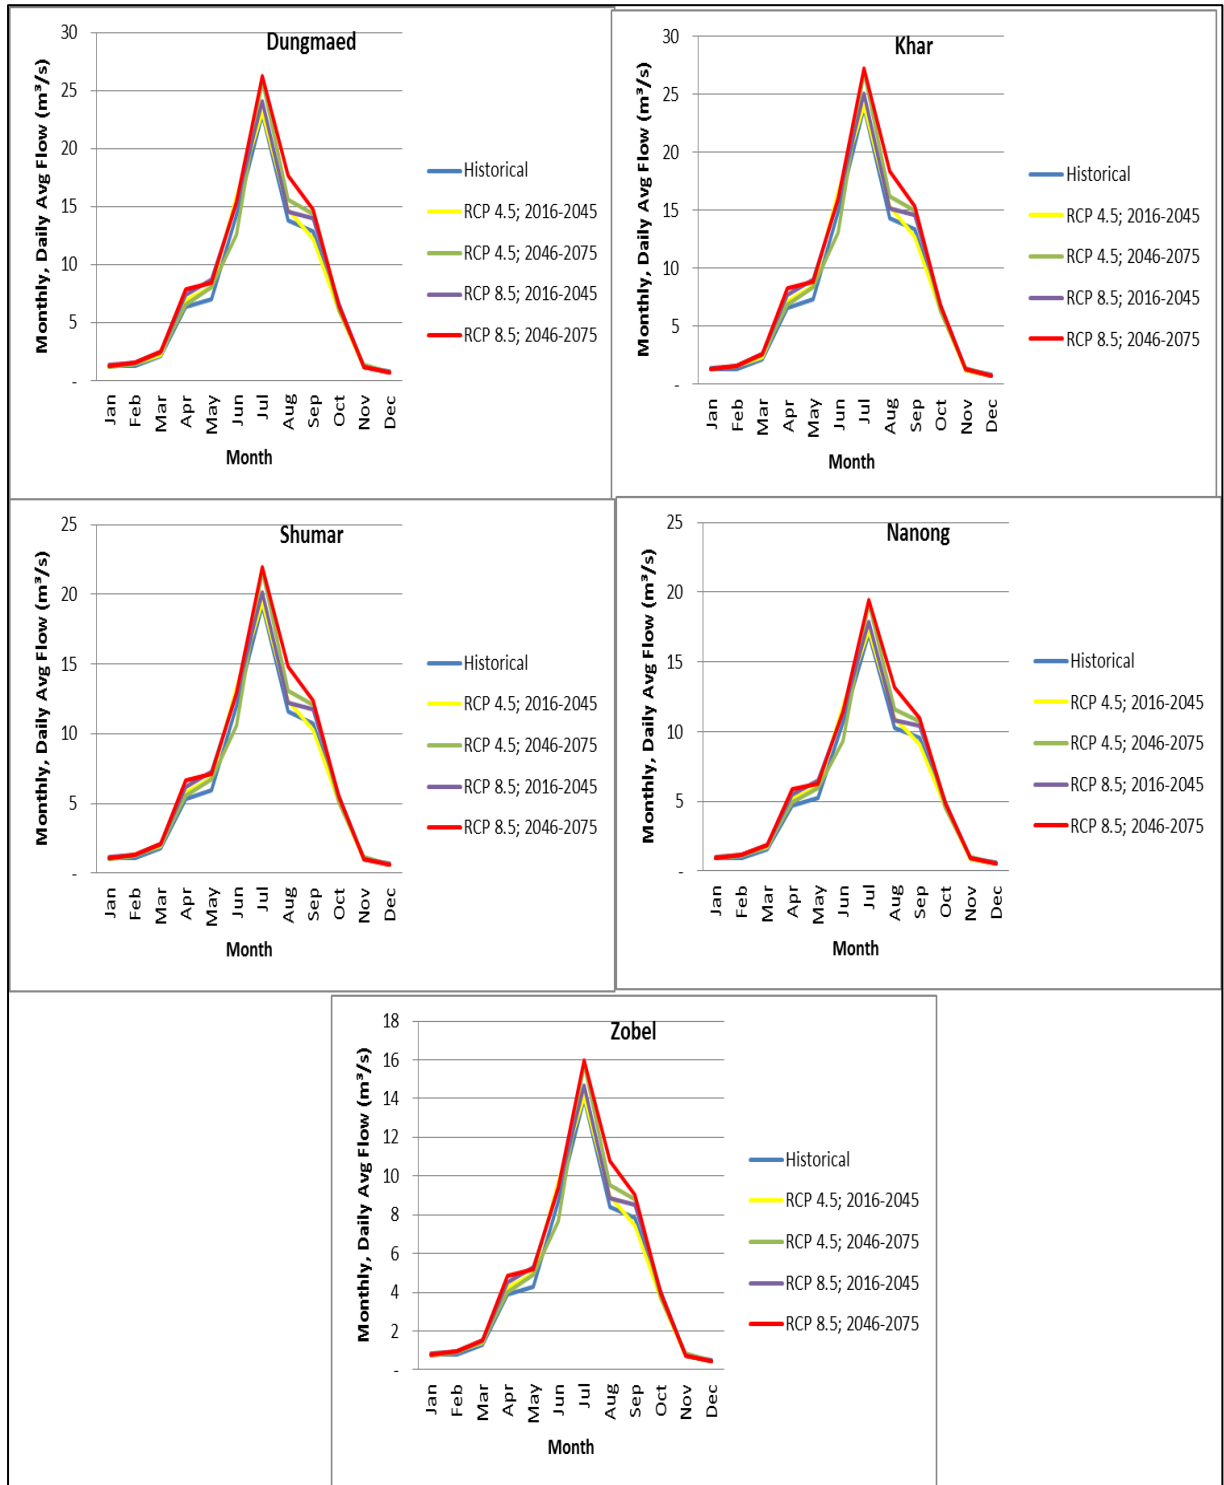 Dungmaed
Monthly, Daily Avg Flow (m³/s)
30
25
20
15
10
5
-
Jan Feb Mar Apr May Jun Jul Aug Sep Oct Nov Dec
Month
Historical
RCP 4.5; 2016-2045
RCP 4.5; 2046-2075
RCP 8.5; 2016-2045
RCP 8.5; 2046-2075
Khar
Monthly, Daily Avg Flow (m³/s)
30
25
20
15
10
5
-
Jan Feb Mar Apr May Jun Jul Aug Sep Oct Nov Dec
Month
Historical
RCP 4.5; 2016-2045
RCP 4.5; 2046-2075
RCP 8.5; 2016-2045
RCP 8.5; 2046-2075
Shumar
Monthly, Daily Avg Flow (m³/s)
25
20
15
10
5
-
Jan Feb Mar Apr May Jun Jul Aug Sep Oct Nov Dec
Month
Historical
RCP 4.5; 2016-2045
RCP 4.5; 2046-2075
RCP 8.5; 2016-2045
RCP 8.5; 2046-2075
Nanong
Monthly, Daily Avg Flow (m³/s)
25
20
15
10
5
-
Jan Feb Mar Apr May Jun Jul Aug Sep Oct Nov Dec
Month
Historical
RCP 4.5; 2016-2045
RCP 4.5; 2046-2075
RCP 8.5; 2016-2045
RCP 8.5; 2046-2075
Zobel
Monthly, Daily Avg Flow (m³/s)
18
16
14
12
10
8
6
4
2
-
Jan Feb Mar Apr May Jun Jul Aug Sep Oct Nov Dec
Month
Historical
RCP 4.5; 2016-2045
RCP 4.5; 2046-2075
RCP 8.5; 2016-2045
RCP 8.5; 2046-2075